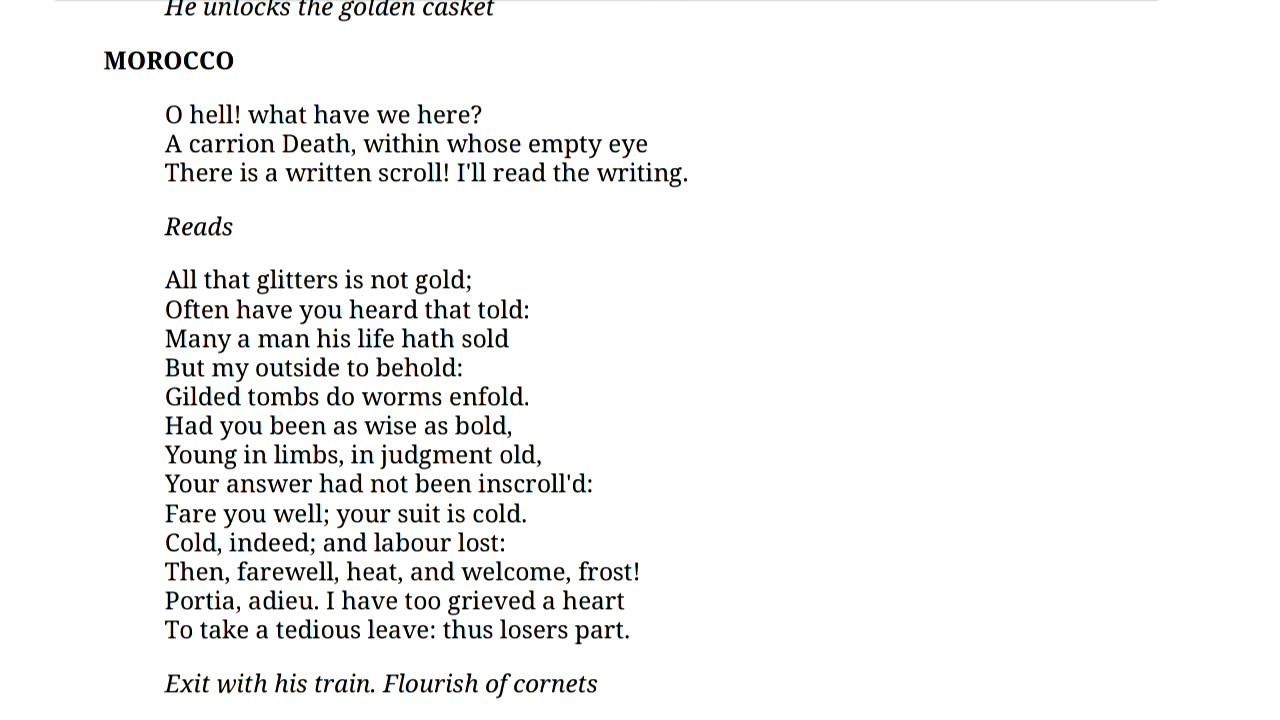 He unlocks the golden casket
MOROCCO
O hell! what have we here?
A carrion Death, within whose empty eye
There is a written scroll! I'll read the writing.
Reads
All that glitters is not gold;
Often have you heard that told:
Many a man his life hath sold
But my outside to behold:
Gilded tombs do worms enfold.
Had you been as wise as bold,
Young in limbs, in judgment old,
Your answer had not been inscroll'd:
Fare you well; your suit is cold.
Cold, indeed; and labour lost:
Then, farewell, heat, and welcome, frost!
Portia, adieu. I have too grieved a heart
To take a tedious leave: thus losers part.
Exit with his train. Flourish of cornets